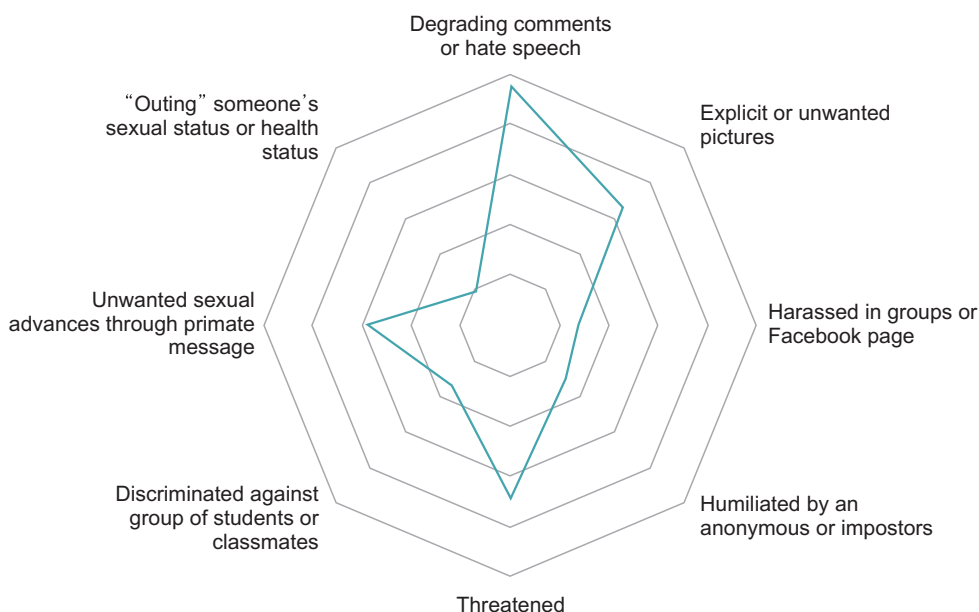 Degrading comments
or hate speech
Explicit or unwanted
pictures
Harassed in groups or
Facebook page
Humiliated by an
anonymous or impostors
Threatened
Discriminated against
group of students or
classmates
Unwanted sexual
advances through primate
message
“Outing” someone’s
sexual status or health
status